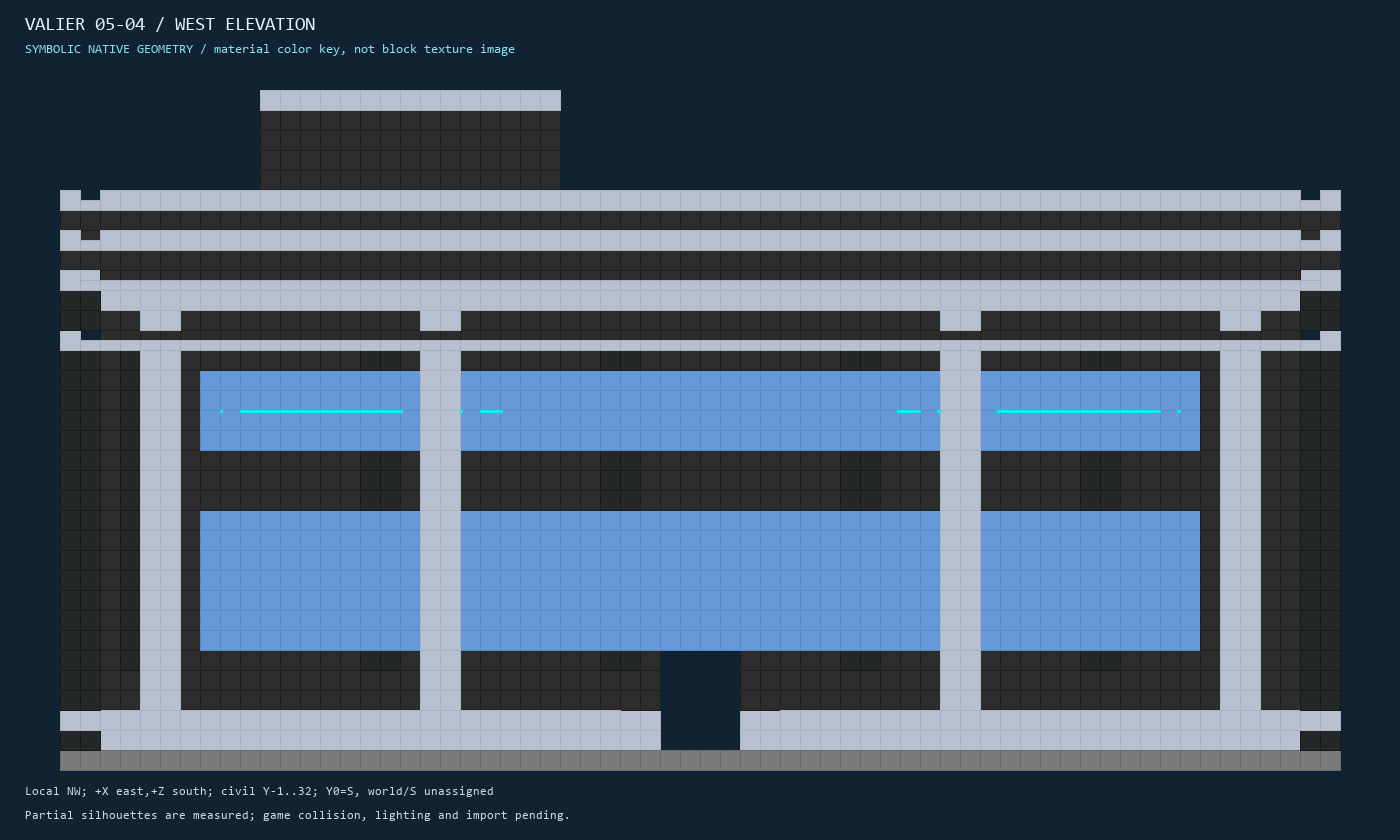 VALIER 05-04 / WEST ELEVATION
SYMBOLIC NATIVE GEOMETRY / material color key, not block texture image
Local NW; +X east,+Z south; civil Y-1..32; Y0=S, world/S unassigned
Partial silhouettes are measured; game collision, lighting and import pending.